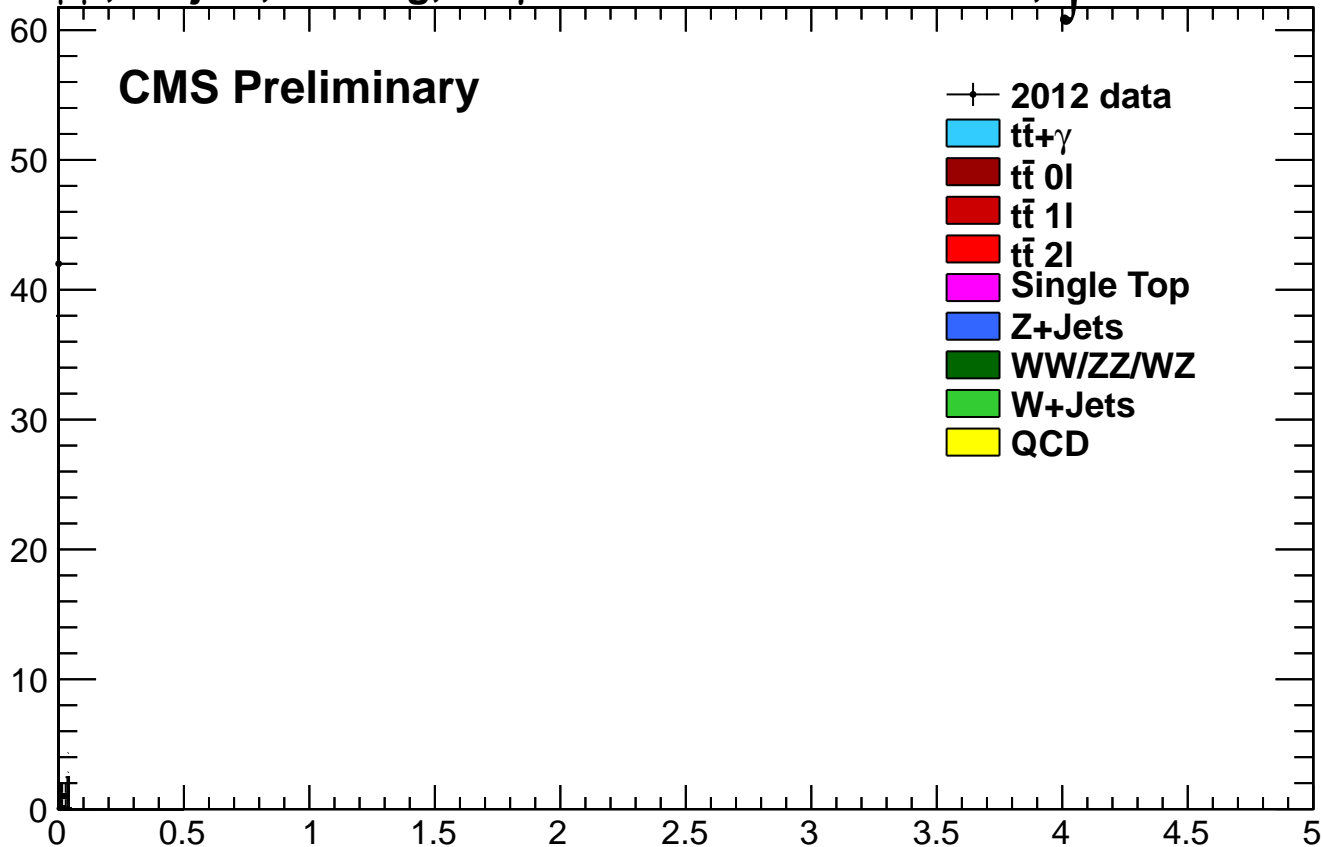 60
CMS Preliminary
2012 data
tt̄+γ
50
tt̄ 0l
tt̄ 1l
tt̄ 2l
40
Single Top
Z+Jets
WW/ZZ/WZ
30
W+Jets
QCD
20
10
0
0 0.5 1 1.5 2 2.5 3 3.5 4 4.5 5